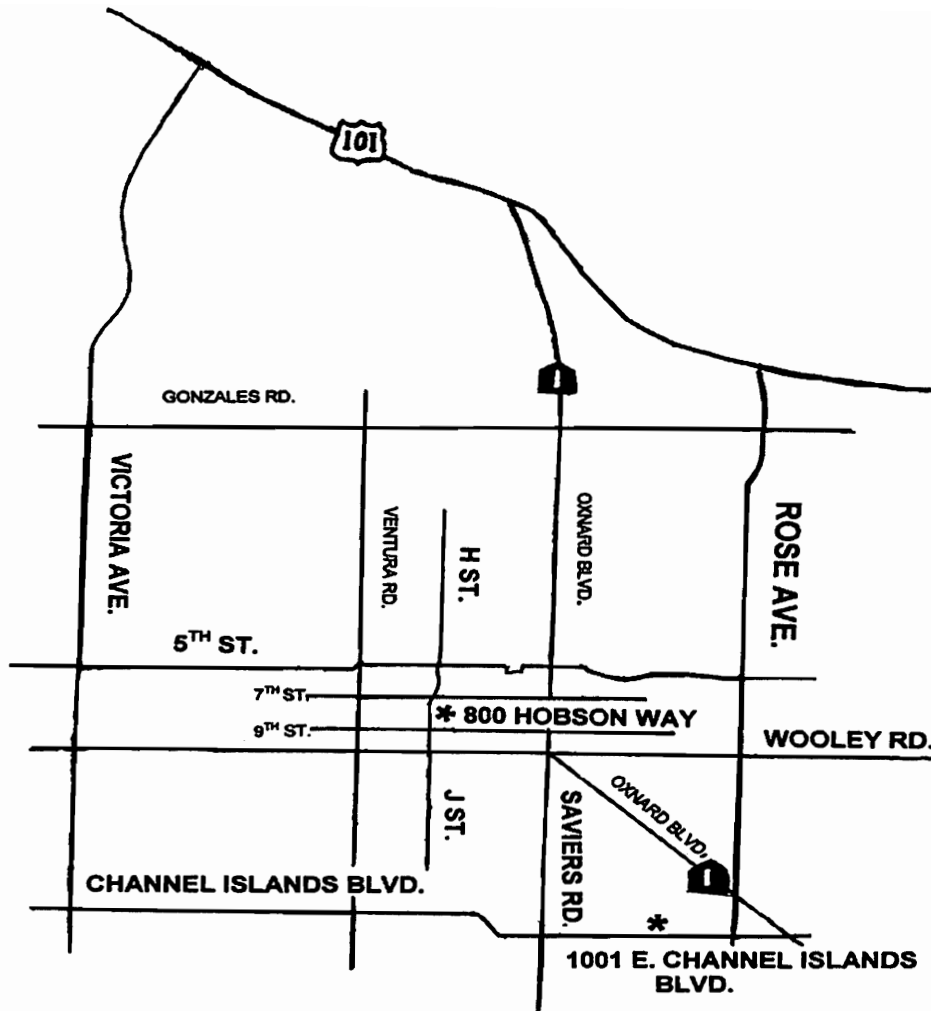 101
1
GONZALES RD.
VICTORIA AVE.
VENTURA RD.
H ST.
OXNARD BLVD.
ROSE AVE.
5TH ST.
7TH ST.
* 800 HOBSON WAY
9TH ST.
WOOLEY RD.
J ST.
SAVIERS RD.
OXNARD BLVD.
1
CHANNEL ISLANDS BLVD.
*
1001 E. CHANNEL ISLANDS
BLVD.